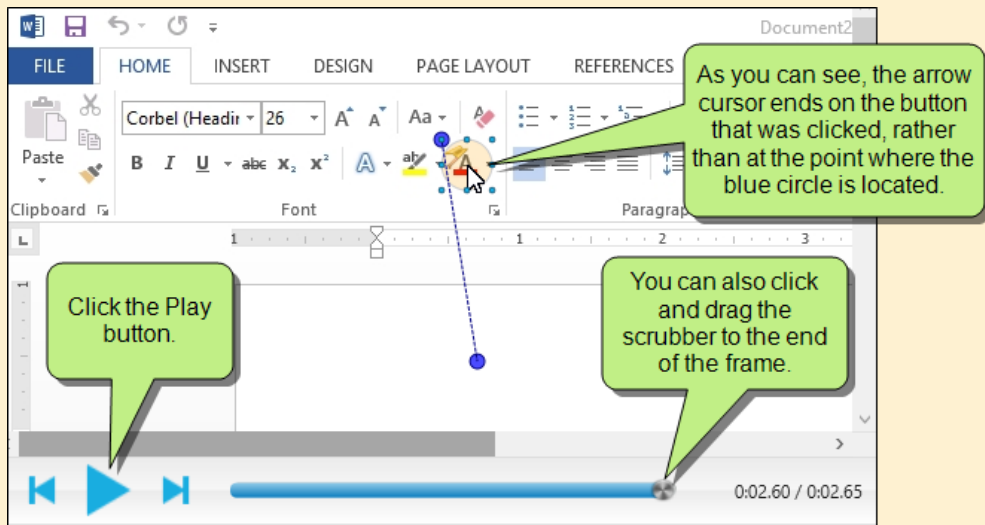 Document2
FILE HOME INSERT DESIGN PAGE LAYOUT REFERENCES
As you can see, the arrow
cursor ends on the button
that was clicked, rather
than at the point where the
blue circle is located.
Corbel (Headir 26 A A Aa
Paste B I U abc X₂ X² A ab A
Clipboard Font Paragrap
L 1 1 2 3
1
Click the Play
button.
You can also click
and drag the
scrubber to the end
of the frame.
0:02.60 / 0:02.65